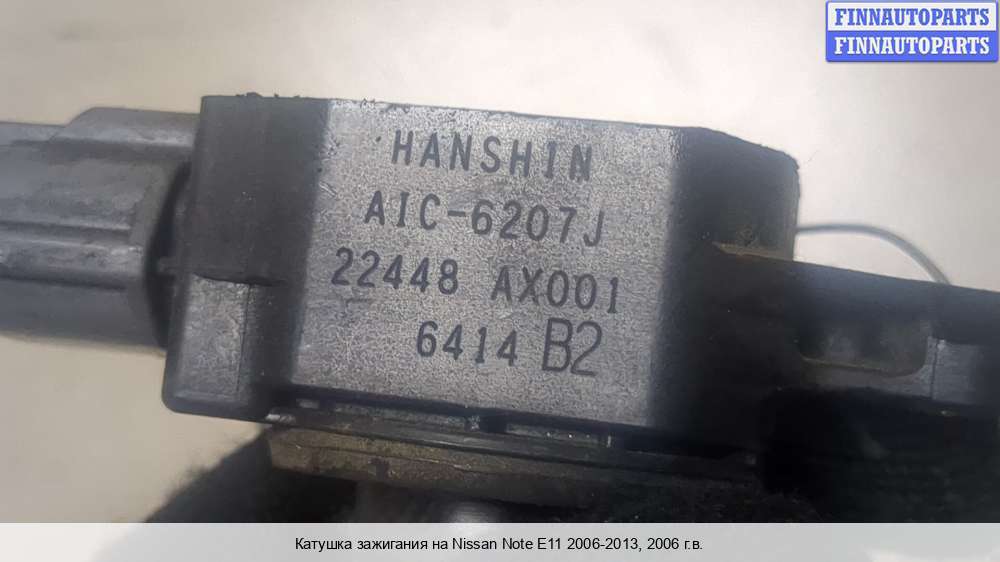 FINNAUTOPARTS
FINNAUTOPARTS
HANSHIN
AIC-6207J
22448 AX001
6414 B2
Катушка зажигания на Nissan Note E11 2006-2013, 2006 г.в.